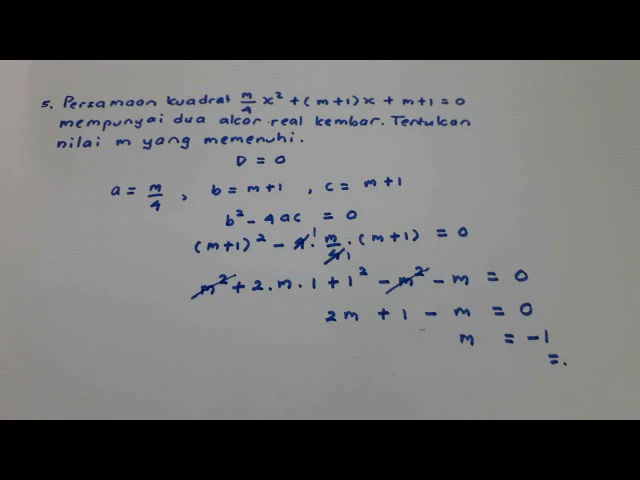 5. Persamaan kuadrat m/4 x² + (m+1)x + m+1 = 0
mempunyai dua akar real kembar. Tentukan
nilai m yang memenuhi.
D = 0
a = m/4 , b = m+1 , c = m+1
b² - 4ac = 0
(m+1)² - 4¹ · m/4₁ · (m+1) = 0
m² + 2.m.1 + 1² - m² - m = 0
2m + 1 - m = 0
m = -1